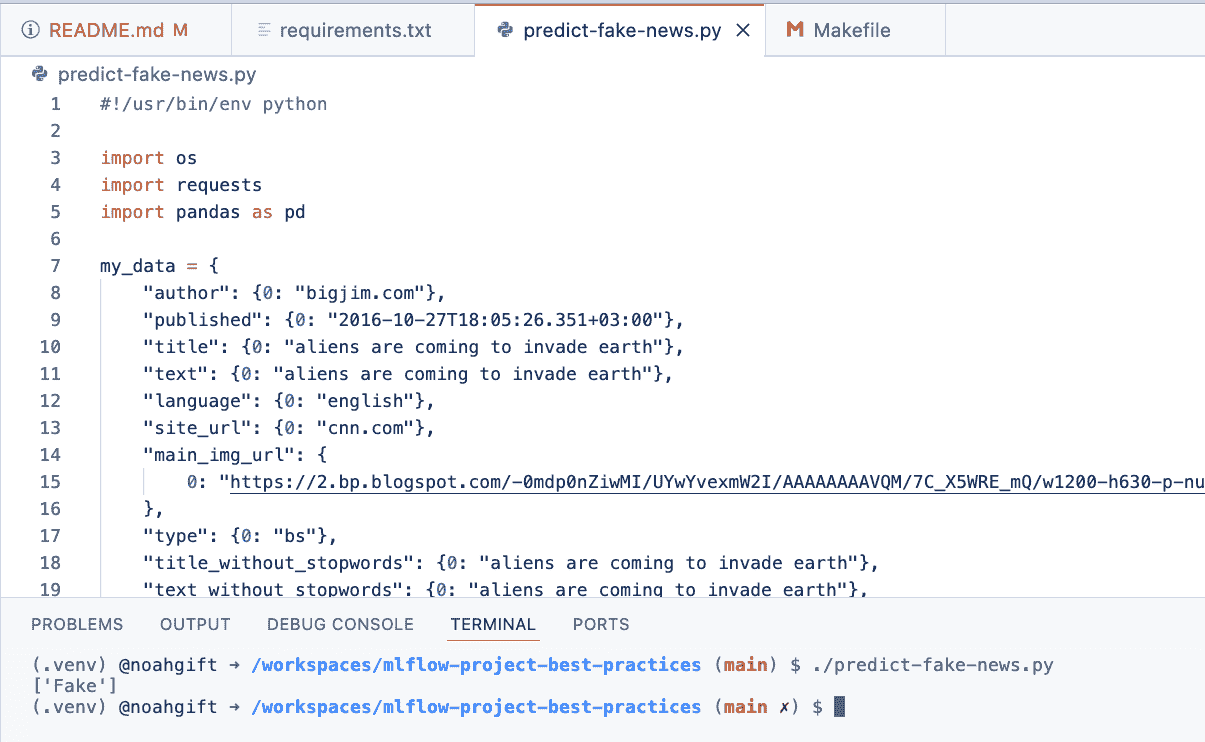 README.md M
requirements.txt
predict-fake-news.py
Makefile
predict-fake-news.py
1 #!/usr/bin/env python
2
3 import os
4 import requests
5 import pandas as pd
6
7 my_data = {
8 "author": {0: "bigjim.com"},
9 "published": {0: "2016-10-27T18:05:26.351+03:00"},
10 "title": {0: "aliens are coming to invade earth"},
11 "text": {0: "aliens are coming to invade earth"},
12 "language": {0: "english"},
13 "site_url": {0: "cnn.com"},
14 "main_img_url": {
15 0: "https://2.bp.blogspot.com/-0mdp0nZiwMI/UYwYvexmW2I/AAAAAAAAVQM/7C_X5WRE_mQ/w1200-h630-p-nu
16 },
17 "type": {0: "bs"},
18 "title_without_stopwords": {0: "aliens are coming to invade earth"},
19 "text_without_stopwords": {0: "aliens are coming to invade earth"},
PROBLEMS OUTPUT DEBUG CONSOLE TERMINAL PORTS
(.venv) @noahgift → /workspaces/mlflow-project-best-practices (main) $ ./predict-fake-news.py
['Fake']
(.venv) @noahgift → /workspaces/mlflow-project-best-practices (main ✗) $